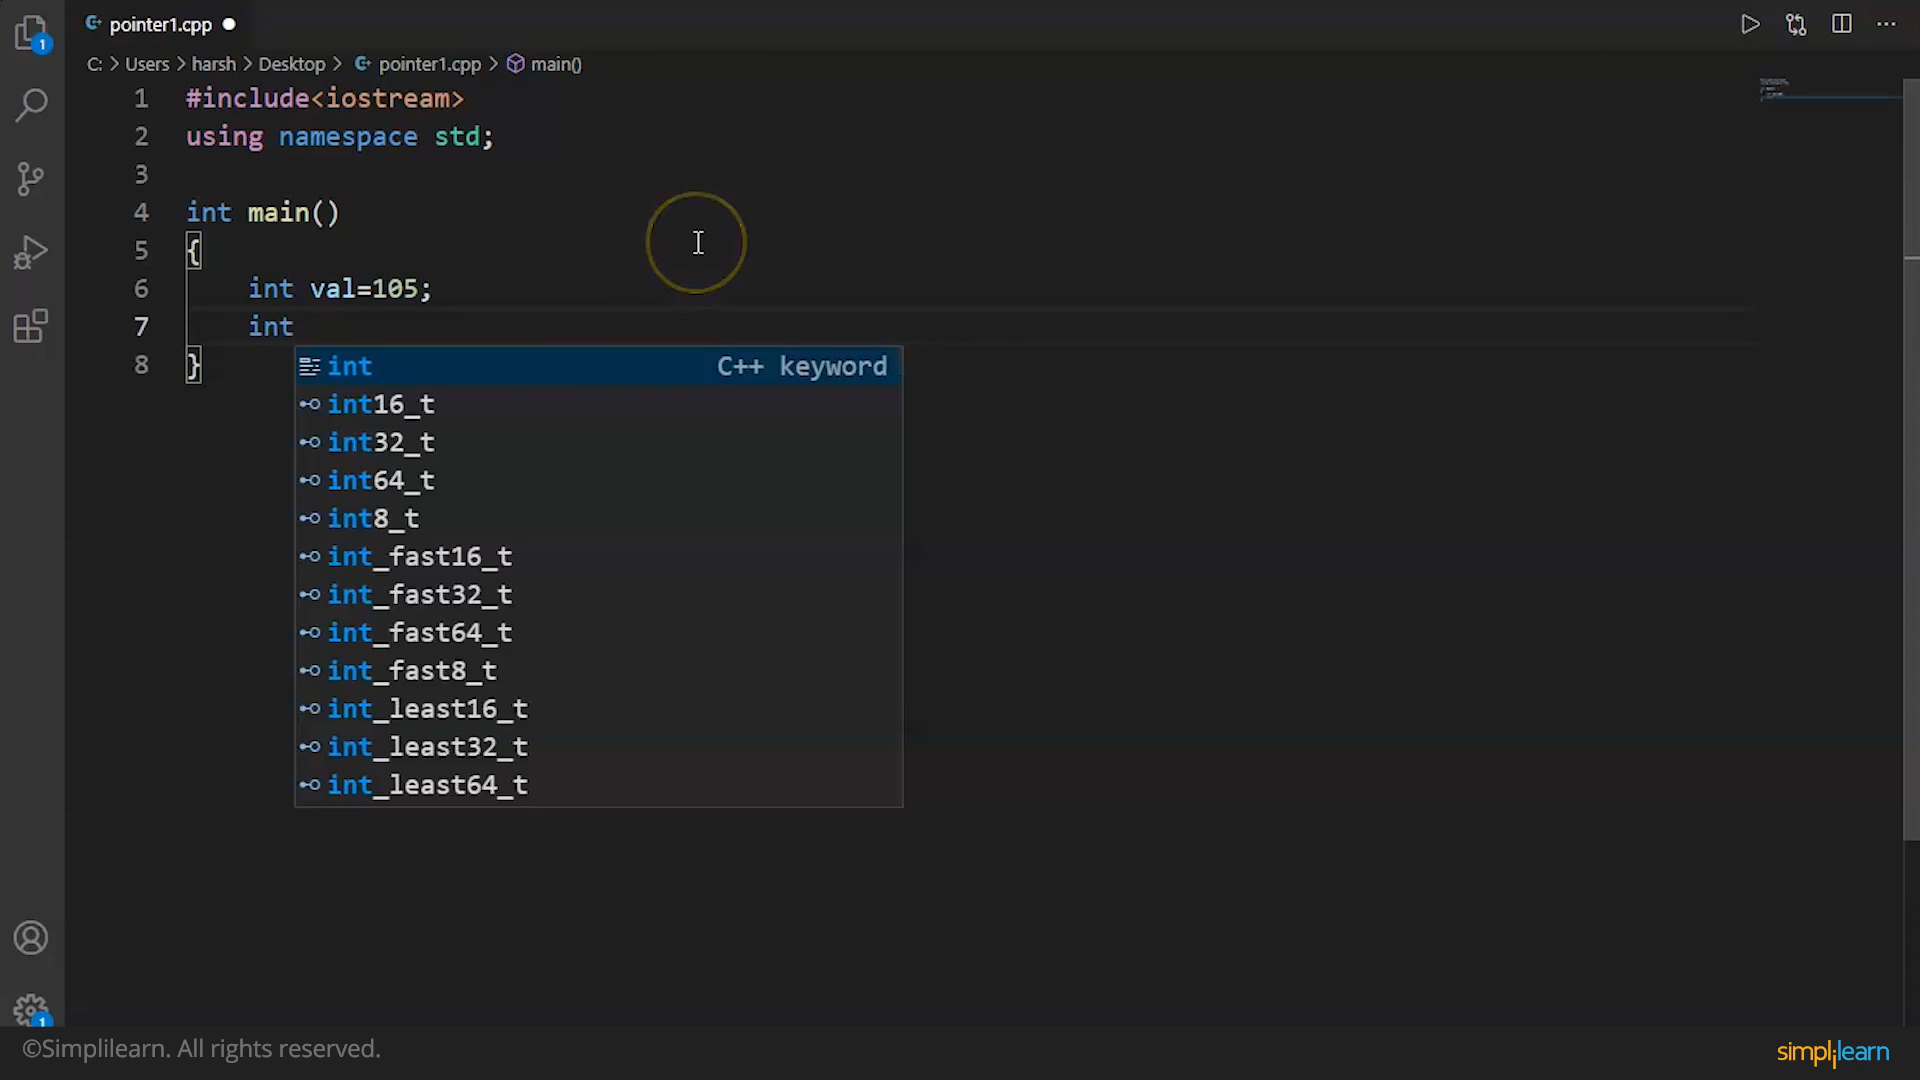 pointer1.cpp
C: > Users > harsh > Desktop > pointer1.cpp > main()
1 #include<iostream>
2 using namespace std;
3
4 int main()
5 {
6 int val=105;
7 int
8 }
int C++ keyword
int16_t
int32_t
int64_t
int8_t
int_fast16_t
int_fast32_t
int_fast64_t
int_fast8_t
int_least16_t
int_least32_t
int_least64_t
1
1
©Simplilearn. All rights reserved.
simplilearn